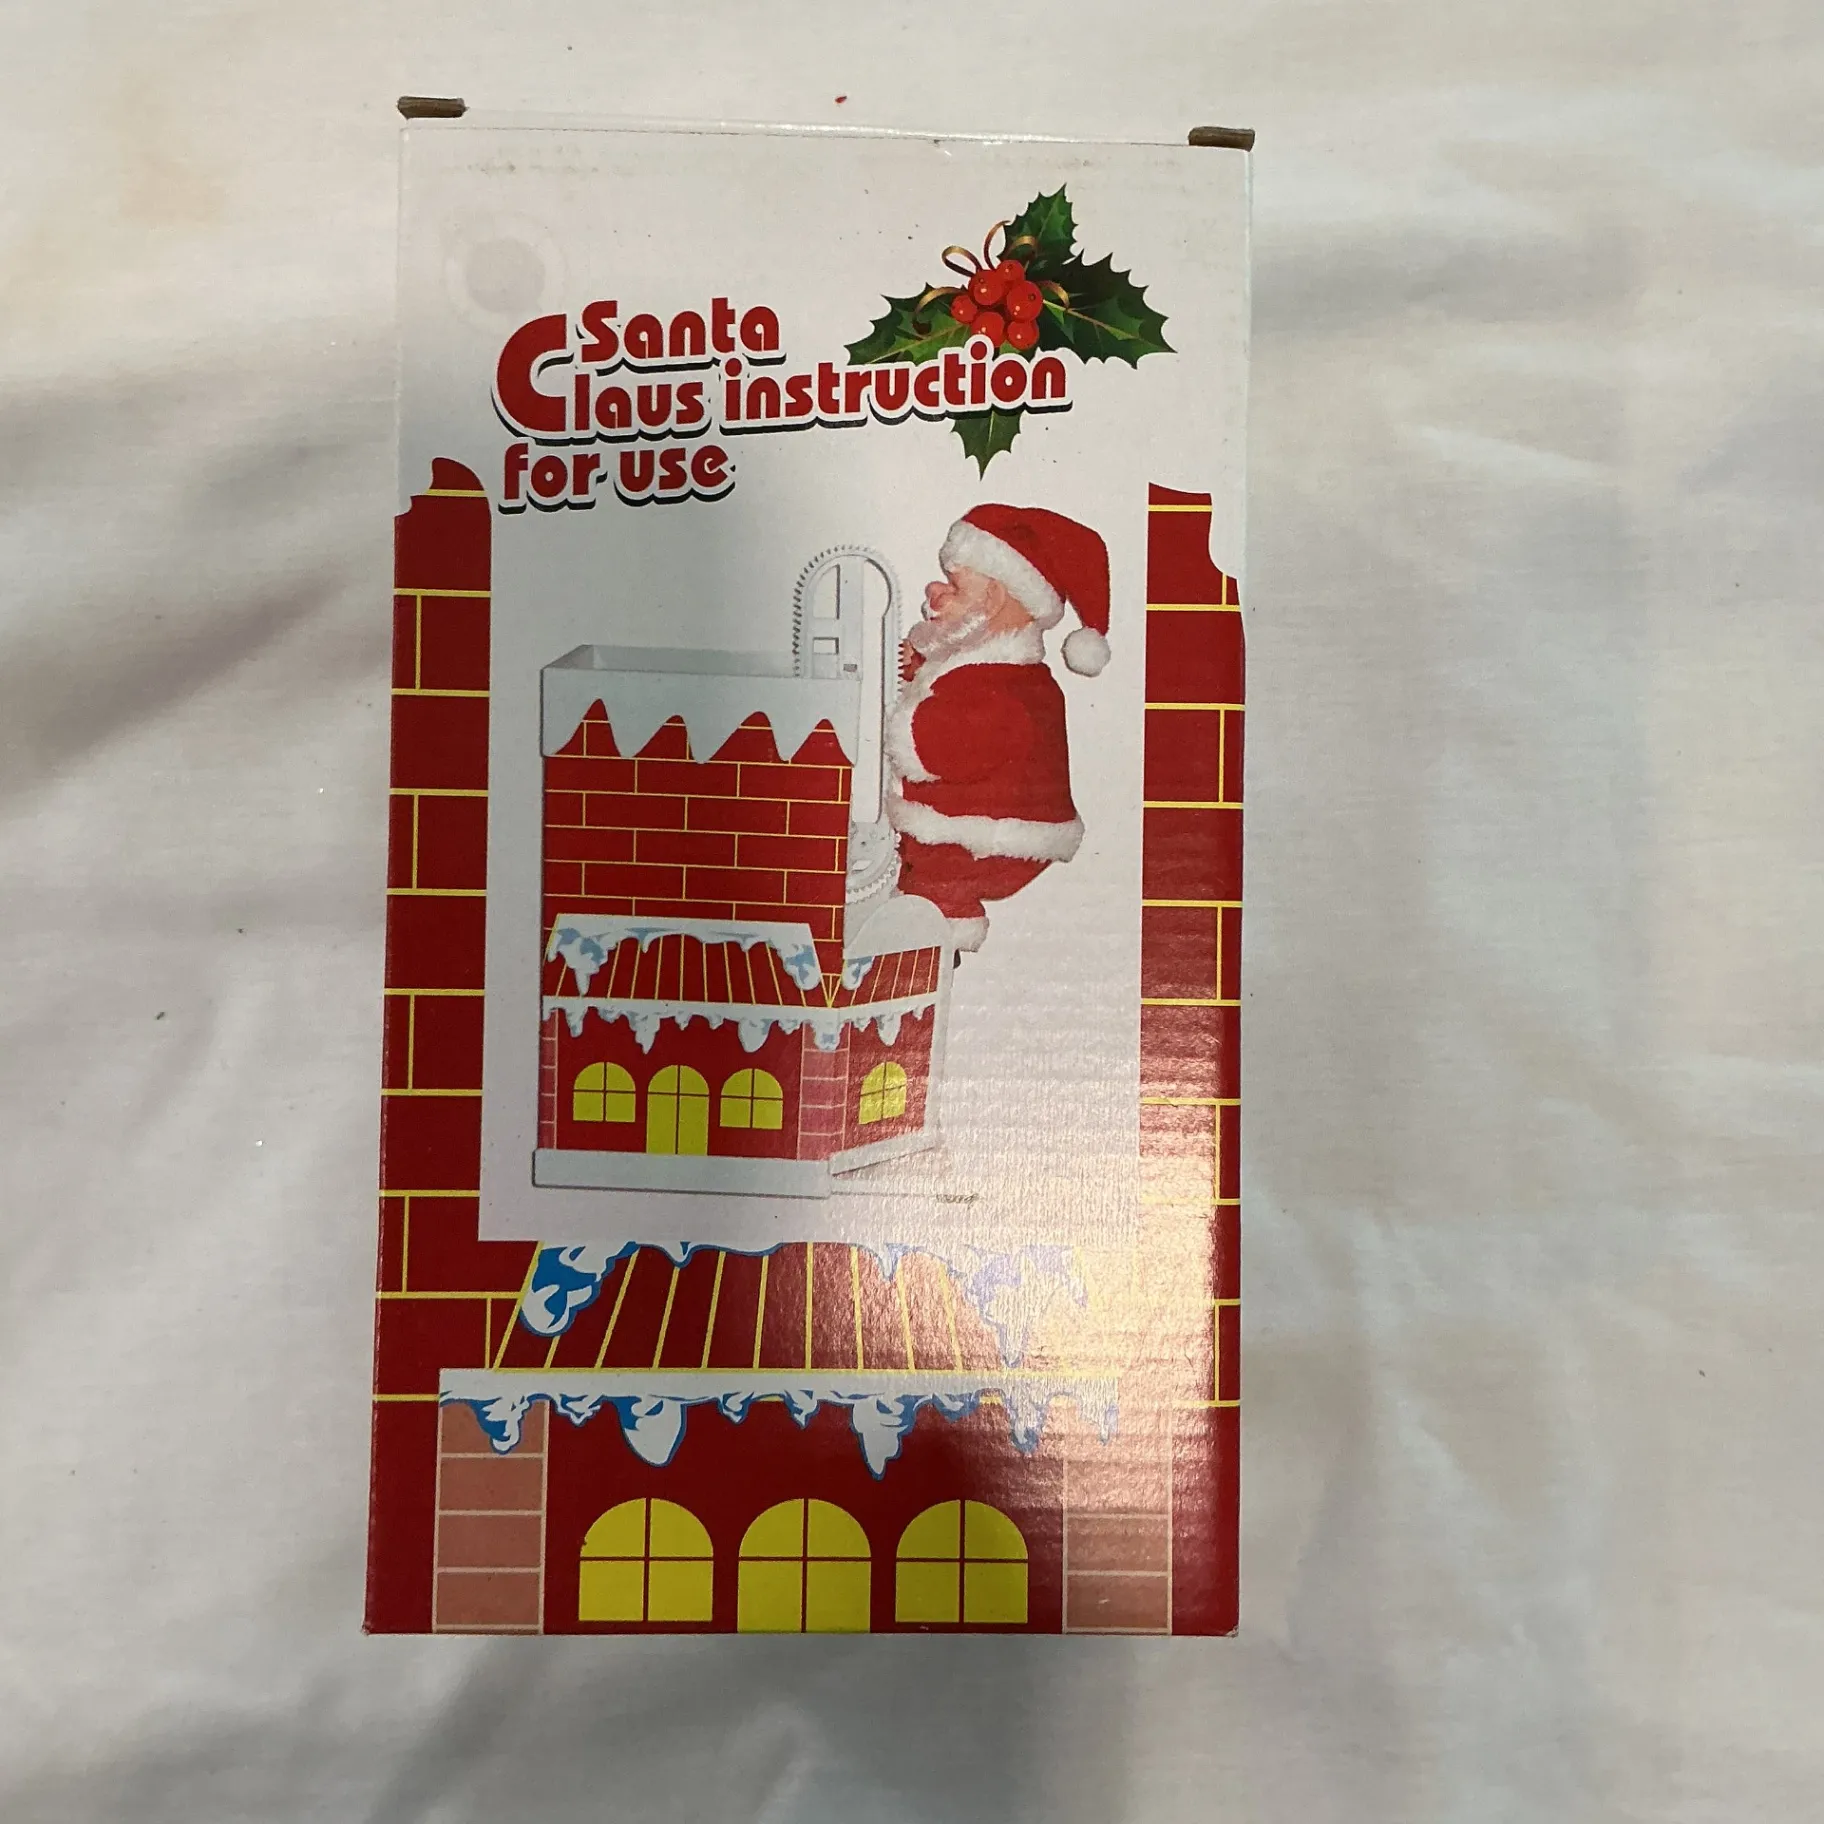 Santa
Claus instruction
for use